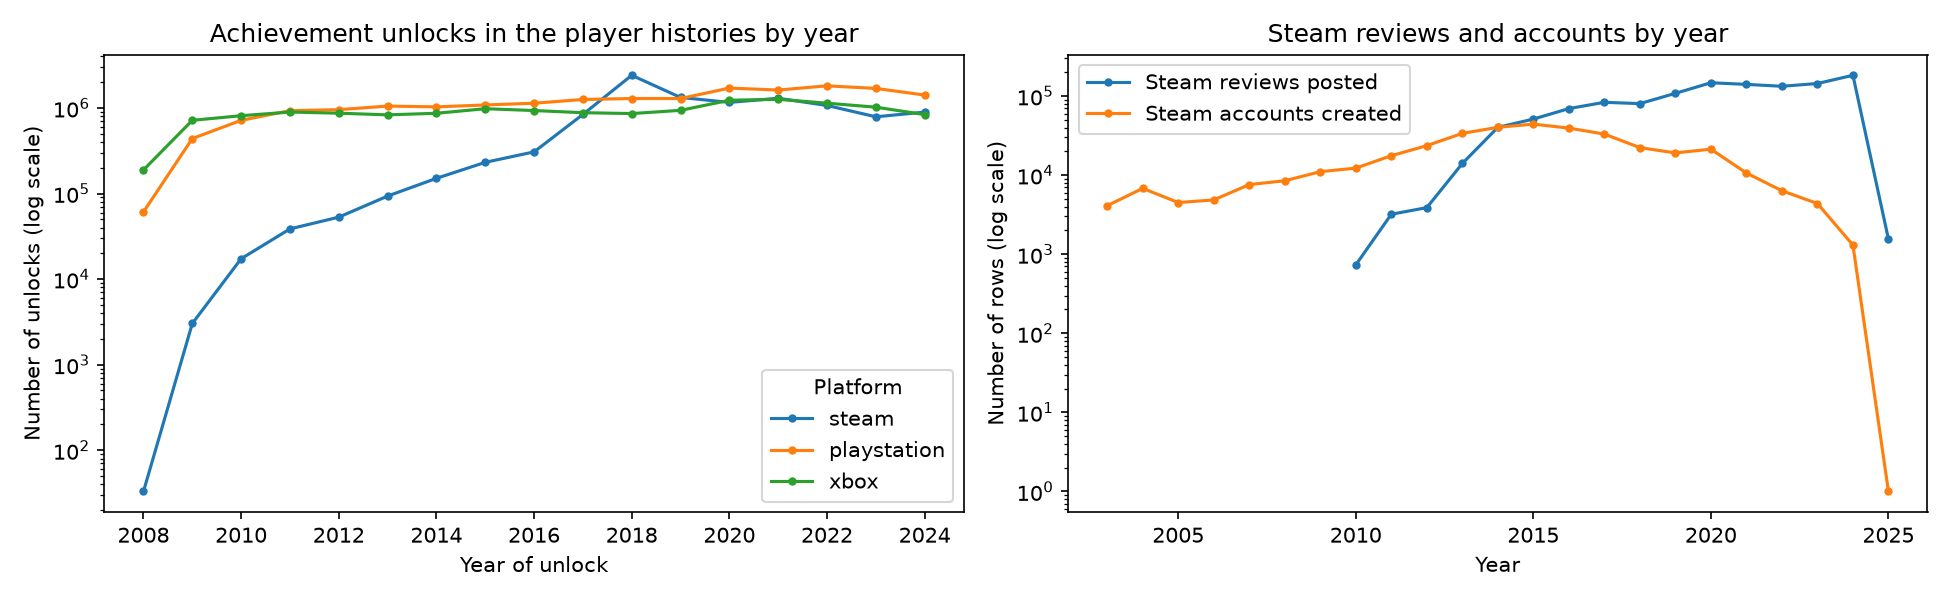 Achievement unlocks in the player histories by year
Number of unlocks (log scale)
10^6
10^5
10^4
10^3
10^2
Platform
steam
playstation
xbox
2008 2010 2012 2014 2016 2018 2020 2022 2024
Year of unlock
Steam reviews and accounts by year
Steam reviews posted
Steam accounts created
Number of rows (log scale)
10^5
10^4
10^3
10^2
10^1
10^0
2005 2010 2015 2020 2025
Year